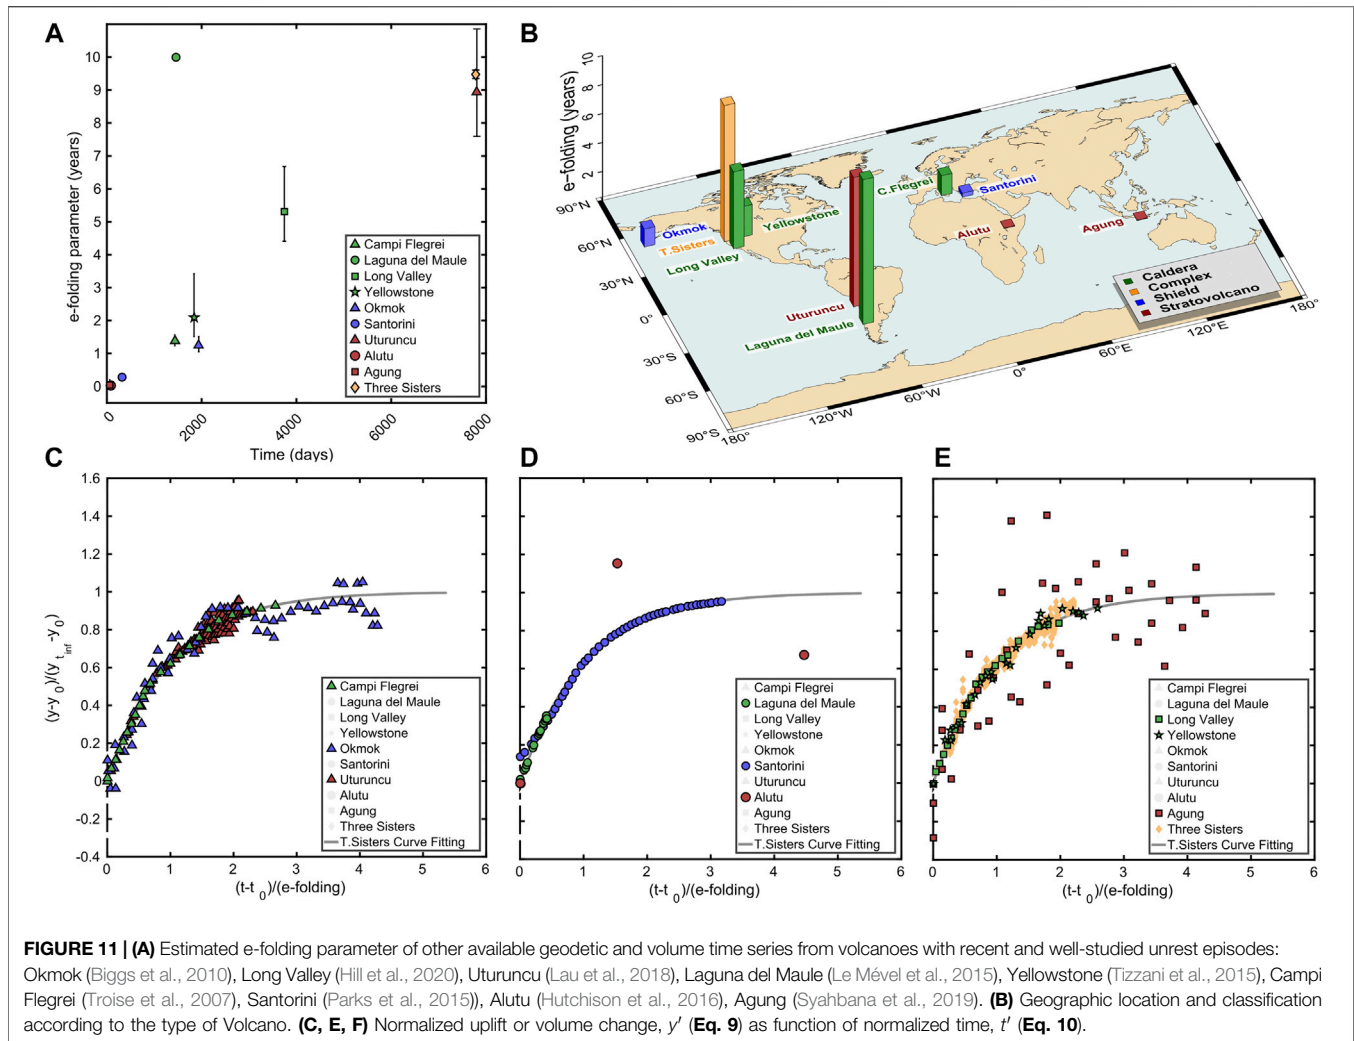 A
10
9
8
7
6
5
4
3
2
1
0
e-folding parameter (years)
0
2000
4000
6000
8000
Time (days)
Campi Flegrei
Laguna del Maule
Long Valley
Yellowstone
Okmok
Santorini
Uturuncu
Alutu
Agung
Three Sisters
B
10
8
6
4
2
e-folding (years)
90°N
60°N
30°N
0°
30°S
60°S
90°S
180°
120°W
60°W
0°
60°E
120°E
180°
Okmok
T.Sisters
Long Valley
Yellowstone
C.Flegrei
Santorini
Alutu
Agung
Uturuncu
Laguna del Maule
Caldera
Complex
Shield
Stratovolcano
C
1.6
1.4
1.2
1
0.8
0.6
0.4
0.2
0
-0.2
-0.4
(y-y0)/(ytinf-y0)
0 1 2 3 4 5 6
(t-t0)/(e-folding)
Campi Flegrei
Laguna del Maule
Long Valley
Yellowstone
Okmok
Santorini
Uturuncu
Alutu
Agung
Three Sisters
T.Sisters Curve Fitting
D
0 1 2 3 4 5 6
(t-t0)/(e-folding)
Campi Flegrei
Laguna del Maule
Long Valley
Yellowstone
Okmok
Santorini
Uturuncu
Alutu
Agung
Three Sisters
T.Sisters Curve Fitting
E
0 1 2 3 4 5 6
(t-t0)/(e-folding)
Campi Flegrei
Laguna del Maule
Long Valley
Yellowstone
Okmok
Santorini
Uturuncu
Alutu
Agung
Three Sisters
T.Sisters Curve Fitting
FIGURE 11 | (A) Estimated e-folding parameter of other available geodetic and volume time series from volcanoes with recent and well-studied unrest episodes:
Okmok (Biggs et al., 2010), Long Valley (Hill et al., 2020), Uturuncu (Lau et al., 2018), Laguna del Maule (Le Mével et al., 2015), Yellowstone (Tizzani et al., 2015), Campi
Flegrei (Troise et al., 2007), Santorini (Parks et al., 2015)), Alutu (Hutchison et al., 2016), Agung (Syahbana et al., 2019). (B) Geographic location and classification
according to the type of Volcano. (C, E, F) Normalized uplift or volume change, y′ (Eq. 9) as function of normalized time, t′ (Eq. 10).